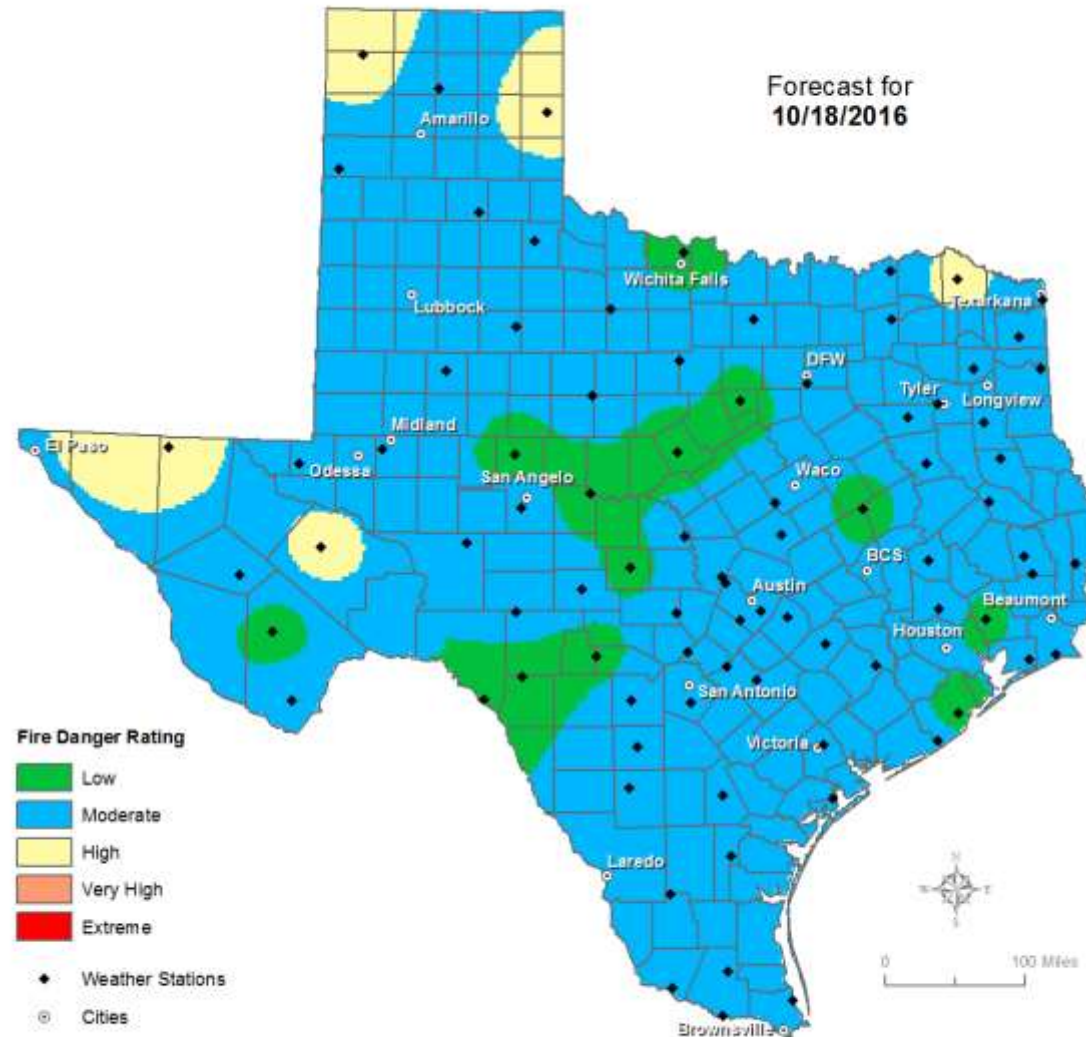 Forecast for
10/18/2016
Amarillo
Wichita Falls
Lubbock
Texarkana
DFW
Tyler
Longview
Midland
El Paso
Odessa
San Angelo
Waco
BCS
Austin
Beaumont
Houston
San Antonio
Victoria
Laredo
Brownsville
Fire Danger Rating
Low
Moderate
High
Very High
Extreme
Weather Stations
Cities
N
W
S
0 100 Miles